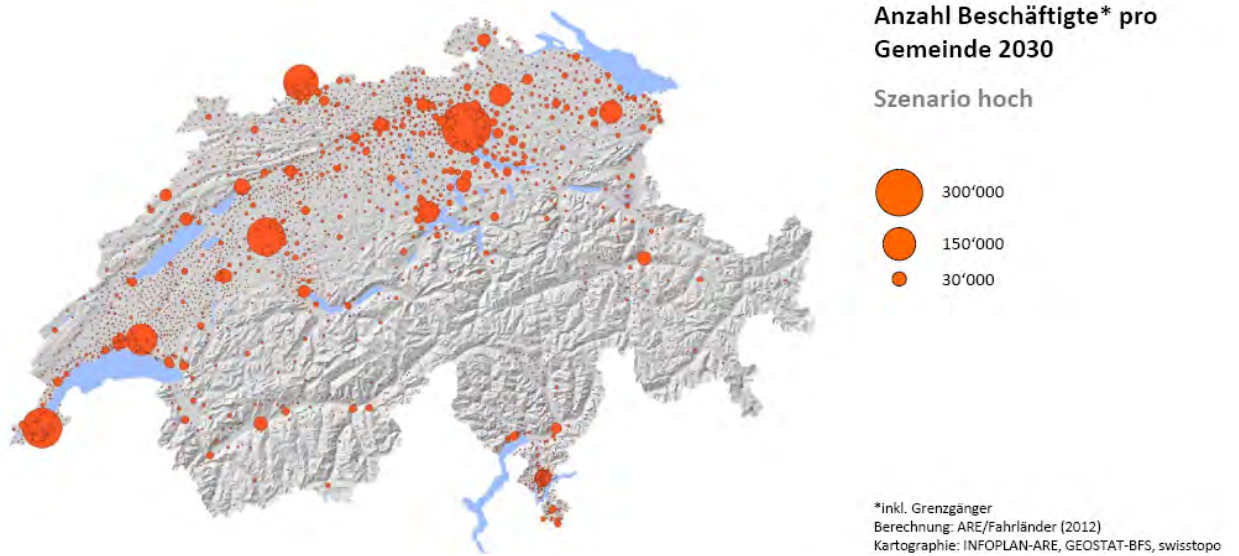 Anzahl Beschäftigte* pro
Gemeinde 2030
Szenario hoch
300‘000
150‘000
30‘000
*inkl. Grenzgänger
Berechnung: ARE/Fahrländer (2012)
Kartographie: INFOPLAN-ARE, GEOSTAT-BFS, swisstopo